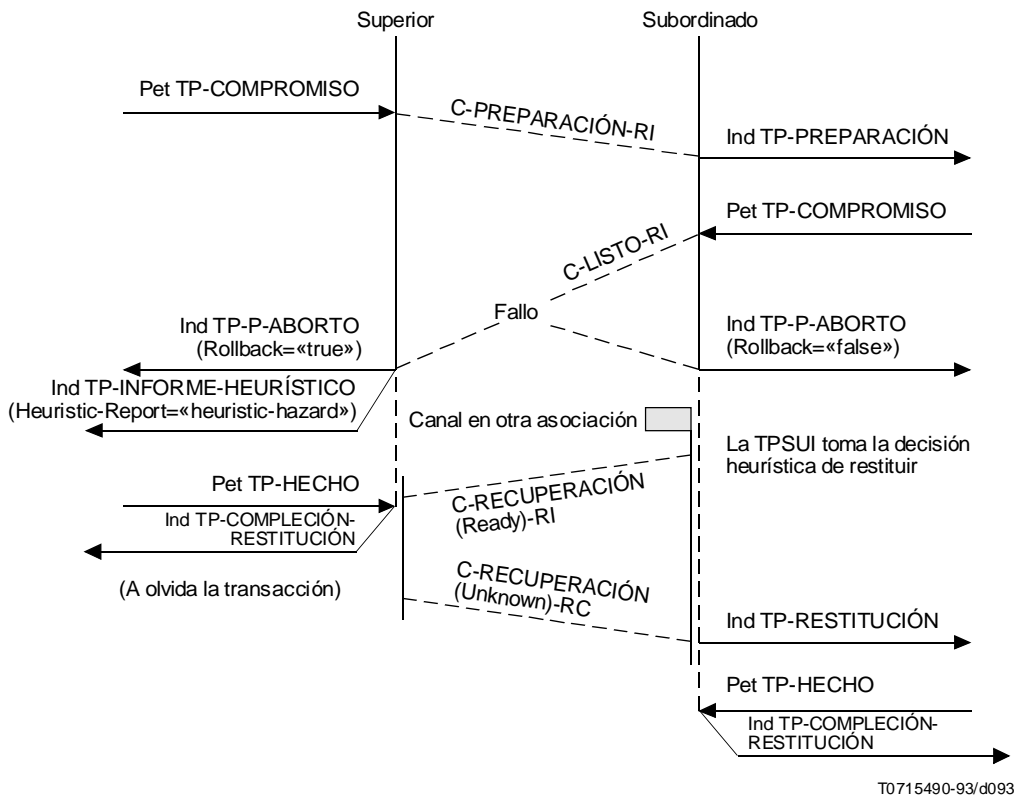 Superior
Subordinado
Pet TP-COMPROMISO
C-PREPARACIÓN-RI
Ind TP-PREPARACIÓN
Pet TP-COMPROMISO
C-LISTO-RI
Fallo
Ind TP-P-ABORTO
(Rollback=«true»)
Ind TP-P-ABORTO
(Rollback=«false»)
Ind TP-INFORME-HEURÍSTICO
(Heuristic-Report=«heuristic-hazard»)
Canal en otra asociación
La TPSUI toma la decisión
heurística de restituir
Pet TP-HECHO
C-RECUPERACIÓN
(Ready)-RI
Ind TP-COMPLECIÓN-
RESTITUCIÓN
(A olvida la transacción)
C-RECUPERACIÓN
(Unknown)-RC
Ind TP-RESTITUCIÓN
Pet TP-HECHO
Ind TP-COMPLECIÓN-
RESTITUCIÓN
T0715490-93/d093